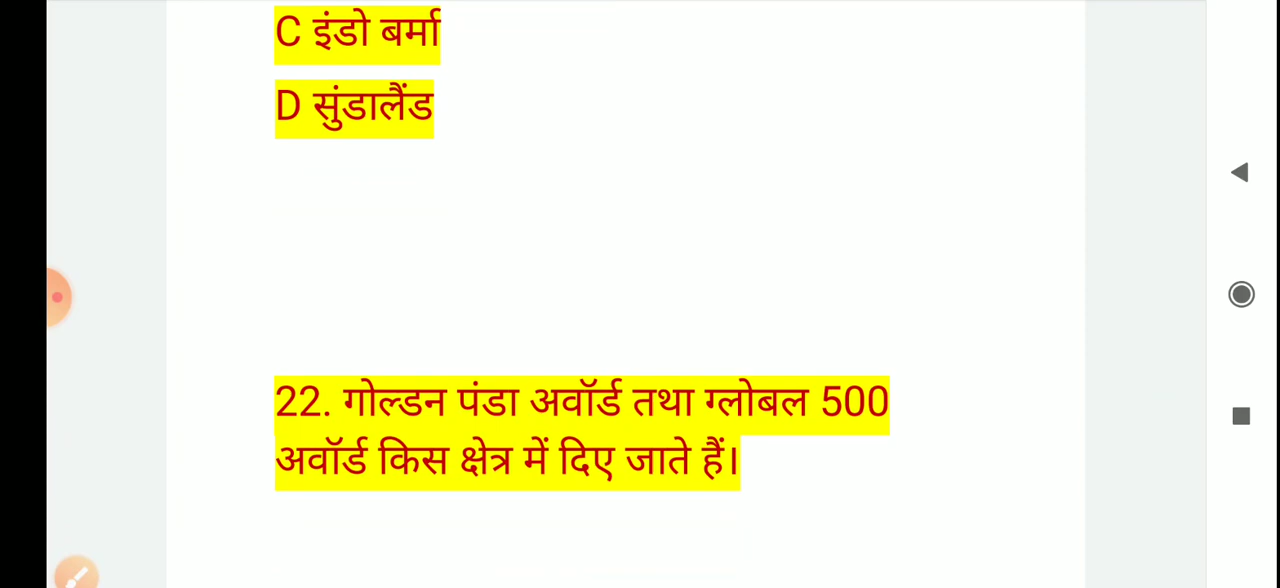 C इंडो बर्मा
D सुंडालैंड
22. गोल्डन पंडा अवॉर्ड तथा ग्लोबल 500
अवॉर्ड किस क्षेत्र में दिए जाते हैं।